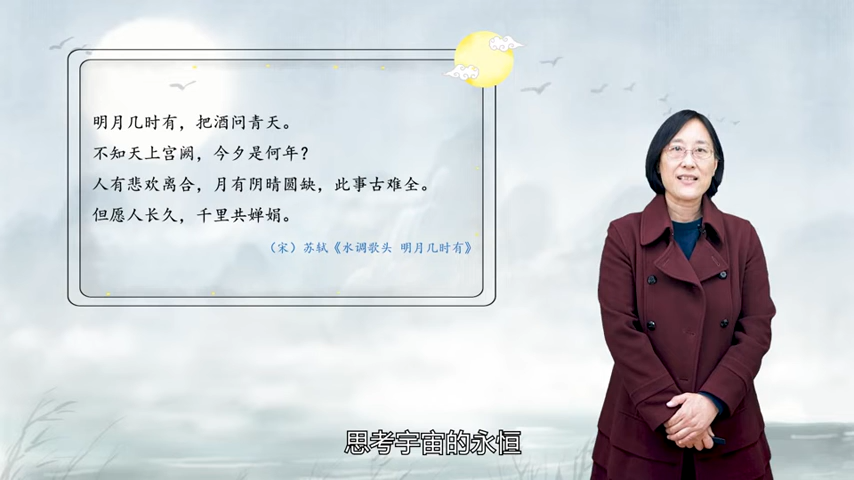 明月几时有，把酒问青天。
不知天上宫阙，今夕是何年？
人有悲欢离合，月有阴晴圆缺，此事古难全。
但愿人长久，千里共婵娟。
（宋）苏轼《水调歌头 明月几时有》
思考宇宙的永恒